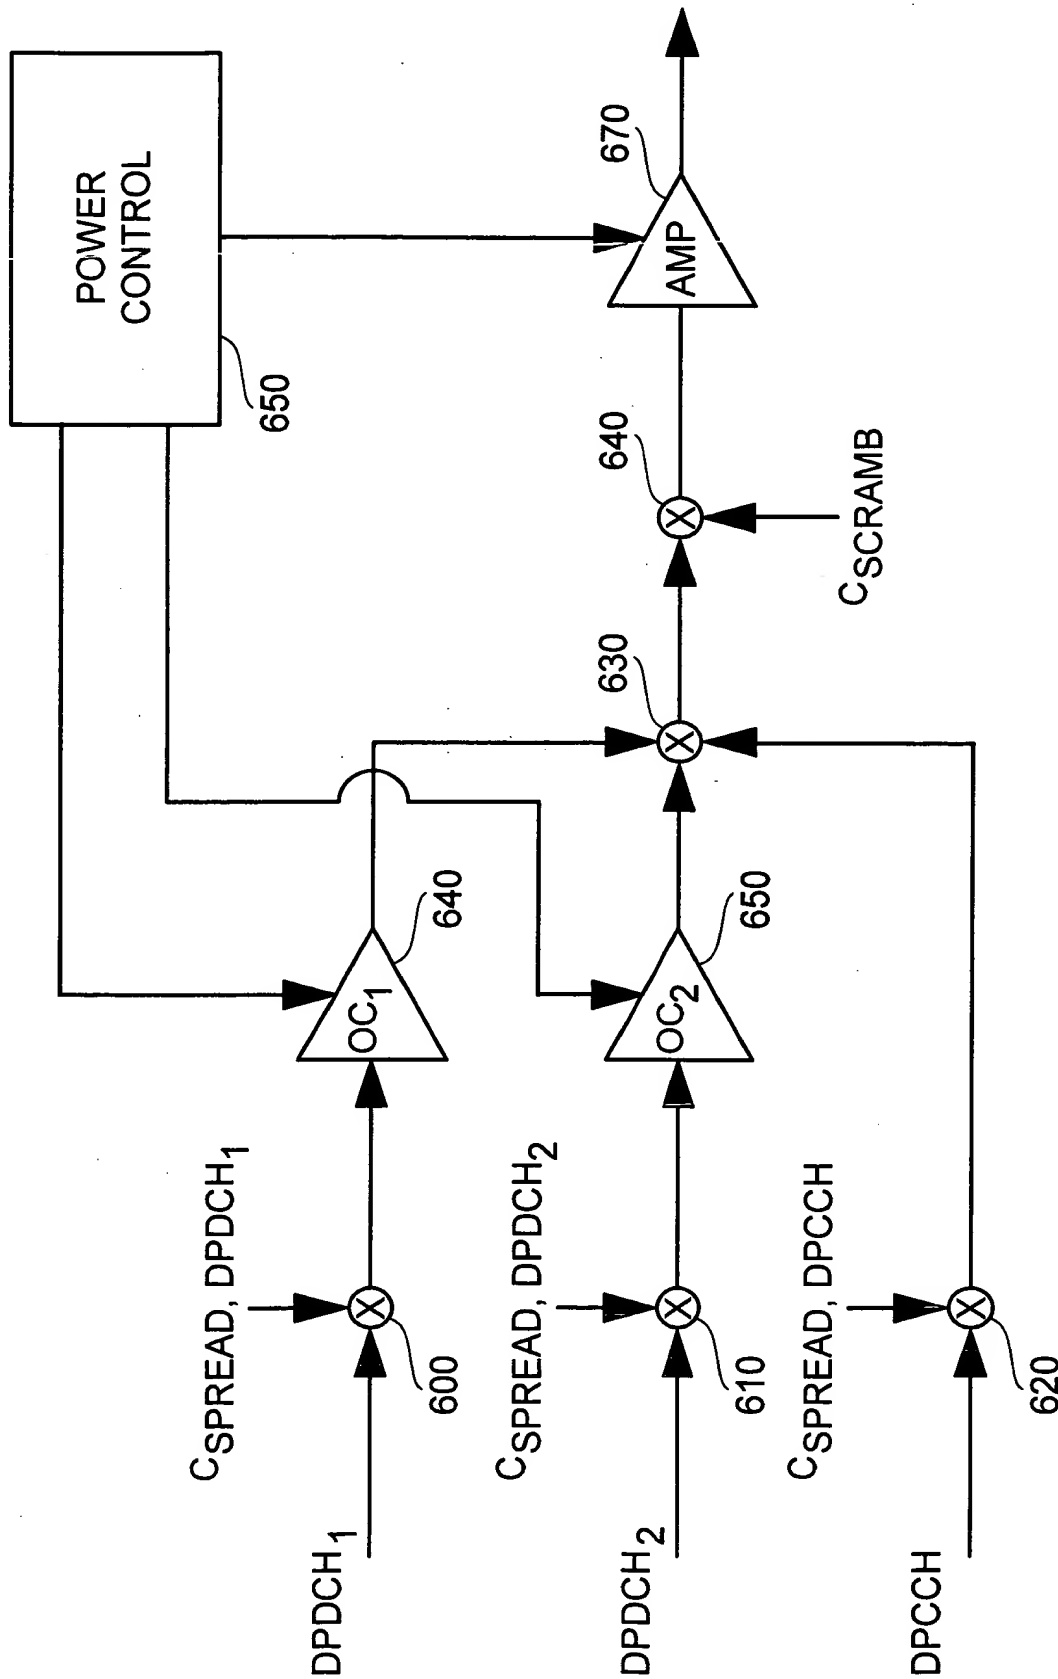 POWER
CONTROL
650
670
AMP
640
CSCRAMB
630
OC1
640
OC2
650
CSPREAD, DPDCH1
600
DPDCH1
CSPREAD, DPDCH2
610
DPDCH2
CSPREAD, DPCCH
620
DPCCH